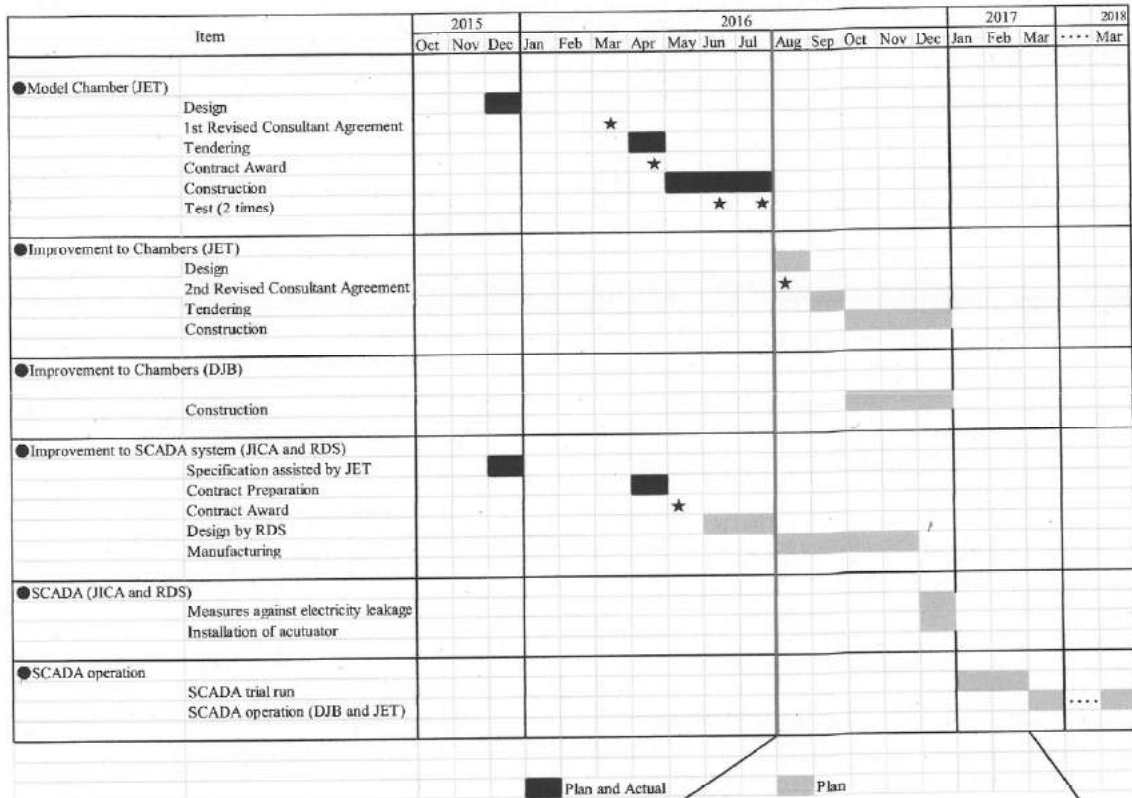 Item 2015 2016 2017 2018
Oct Nov Dec Jan Feb Mar Apr May Jun Jul Aug Sep Oct Nov Dec Jan Feb Mar ···· Mar
●Model Chamber (JET)
Design
1st Revised Consultant Agreement ★
Tendering
Contract Award ★
Construction
Test (2 times) ★ ★
●Improvement to Chambers (JET)
Design
2nd Revised Consultant Agreement ★
Tendering
Construction
●Improvement to Chambers (DJB)
Construction
●Improvement to SCADA system (JICA and RDS)
Specification assisted by JET
Contract Preparation
Contract Award ★
Design by RDS
Manufacturing
●SCADA (JICA and RDS)
Measures against electricity leakage
Installation of acutuator
●SCADA operation
SCADA trial run
SCADA operation (DJB and JET) ····
Plan and Actual Plan